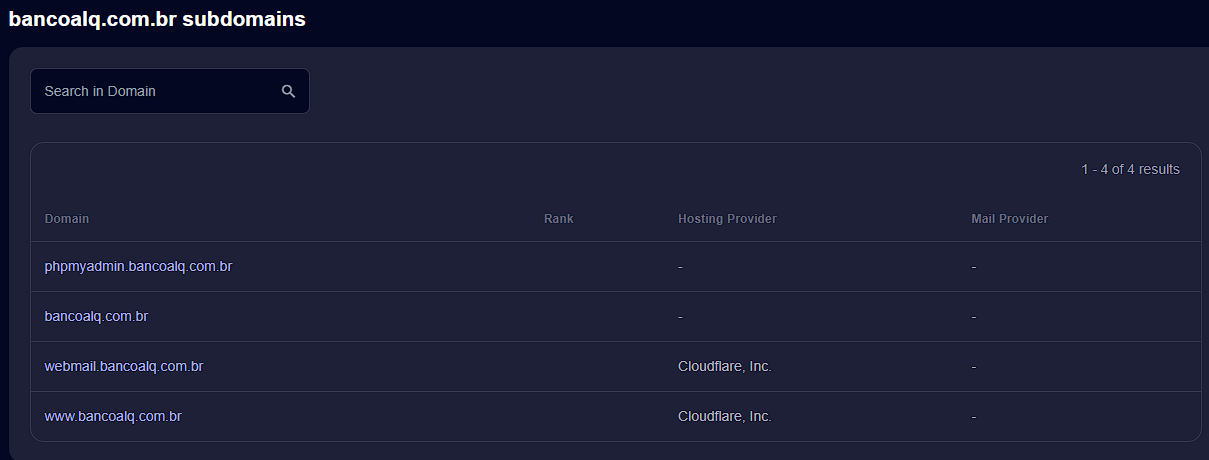 bancoalq.com.br subdomains
Search in Domain
1 - 4 of 4 results
Domain Rank Hosting Provider Mail Provider
phpmyadmin.bancoalq.com.br - -
bancoalq.com.br - -
webmail.bancoalq.com.br Cloudflare, Inc. -
www.bancoalq.com.br Cloudflare, Inc. -